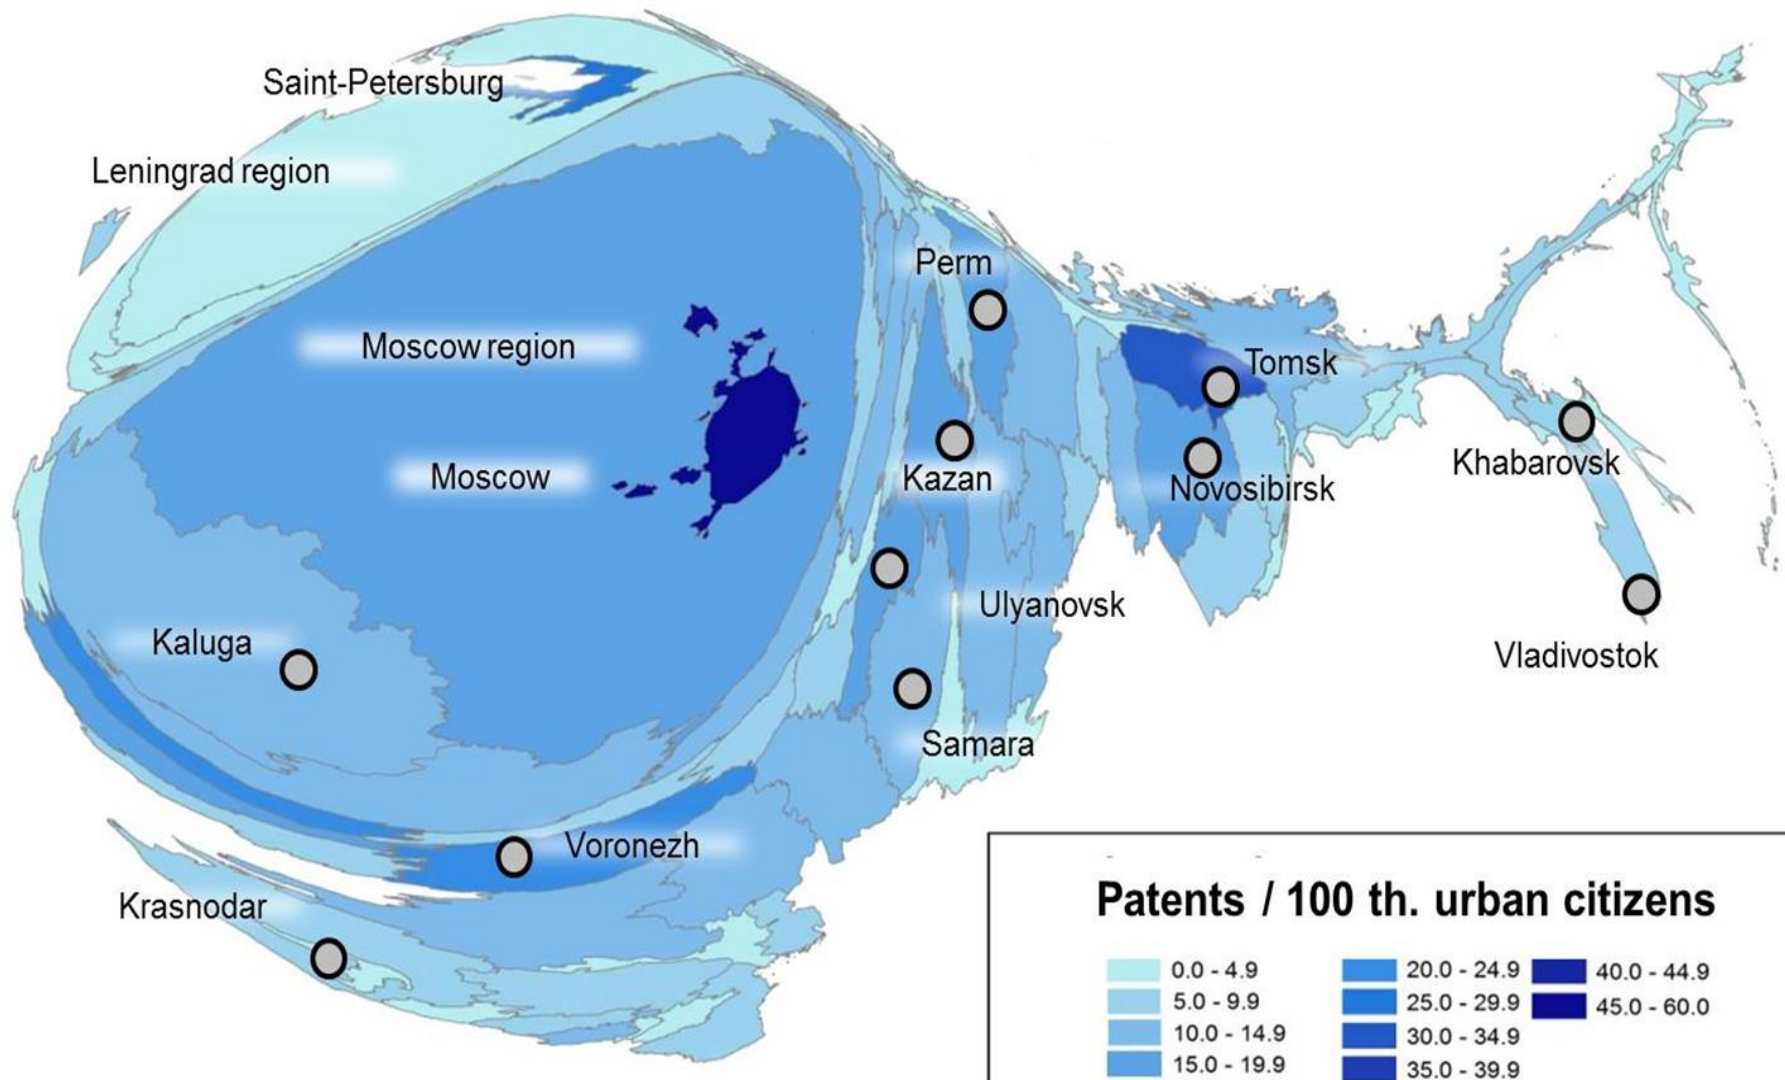 Saint-Petersburg
Leningrad region
Perm
Moscow region
Tomsk
Moscow
Kazan
Novosibirsk
Khabarovsk
Ulyanovsk
Kaluga
Vladivostok
Samara
Voronezh
Krasnodar
Patents / 100 th. urban citizens
0.0 - 4.9
5.0 - 9.9
10.0 - 14.9
15.0 - 19.9
20.0 - 24.9
25.0 - 29.9
30.0 - 34.9
35.0 - 39.9
40.0 - 44.9
45.0 - 60.0